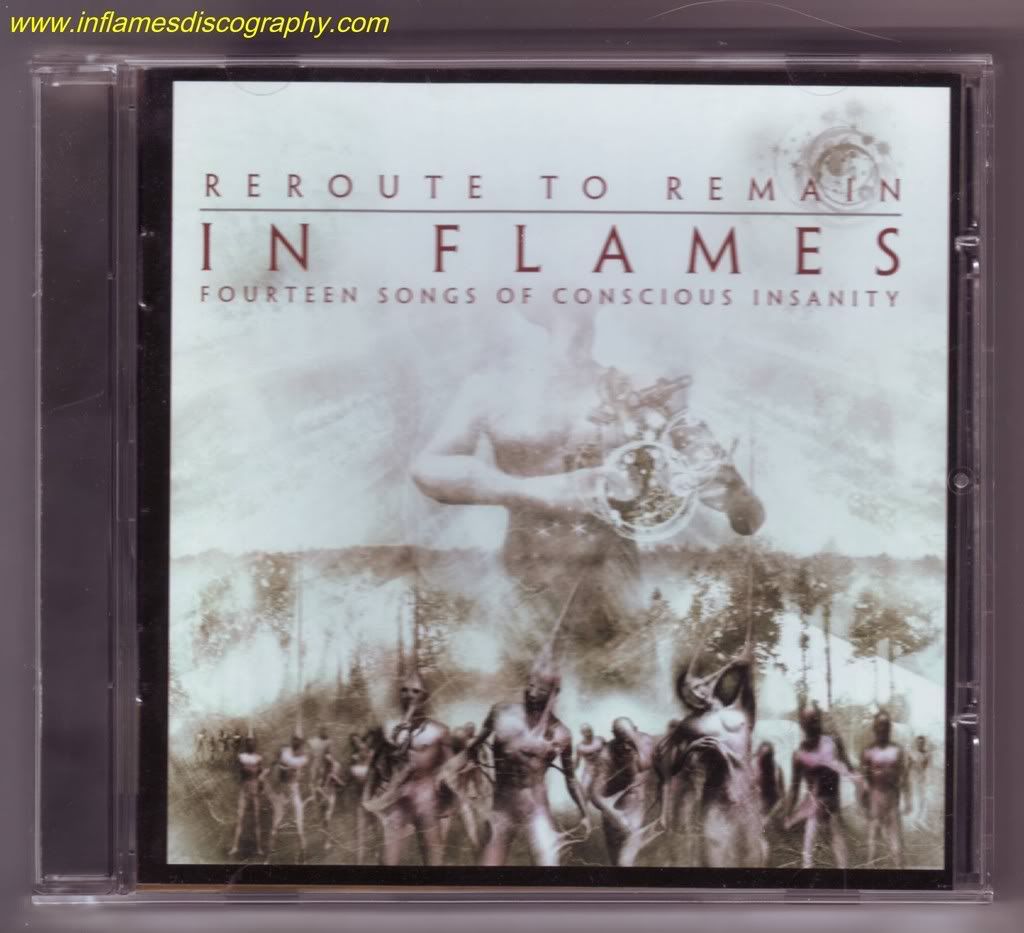 www.inflamesdiscography.com
REROUTE TO REMAIN
IN FLAMES
FOURTEEN SONGS OF CONSCIOUS INSANITY